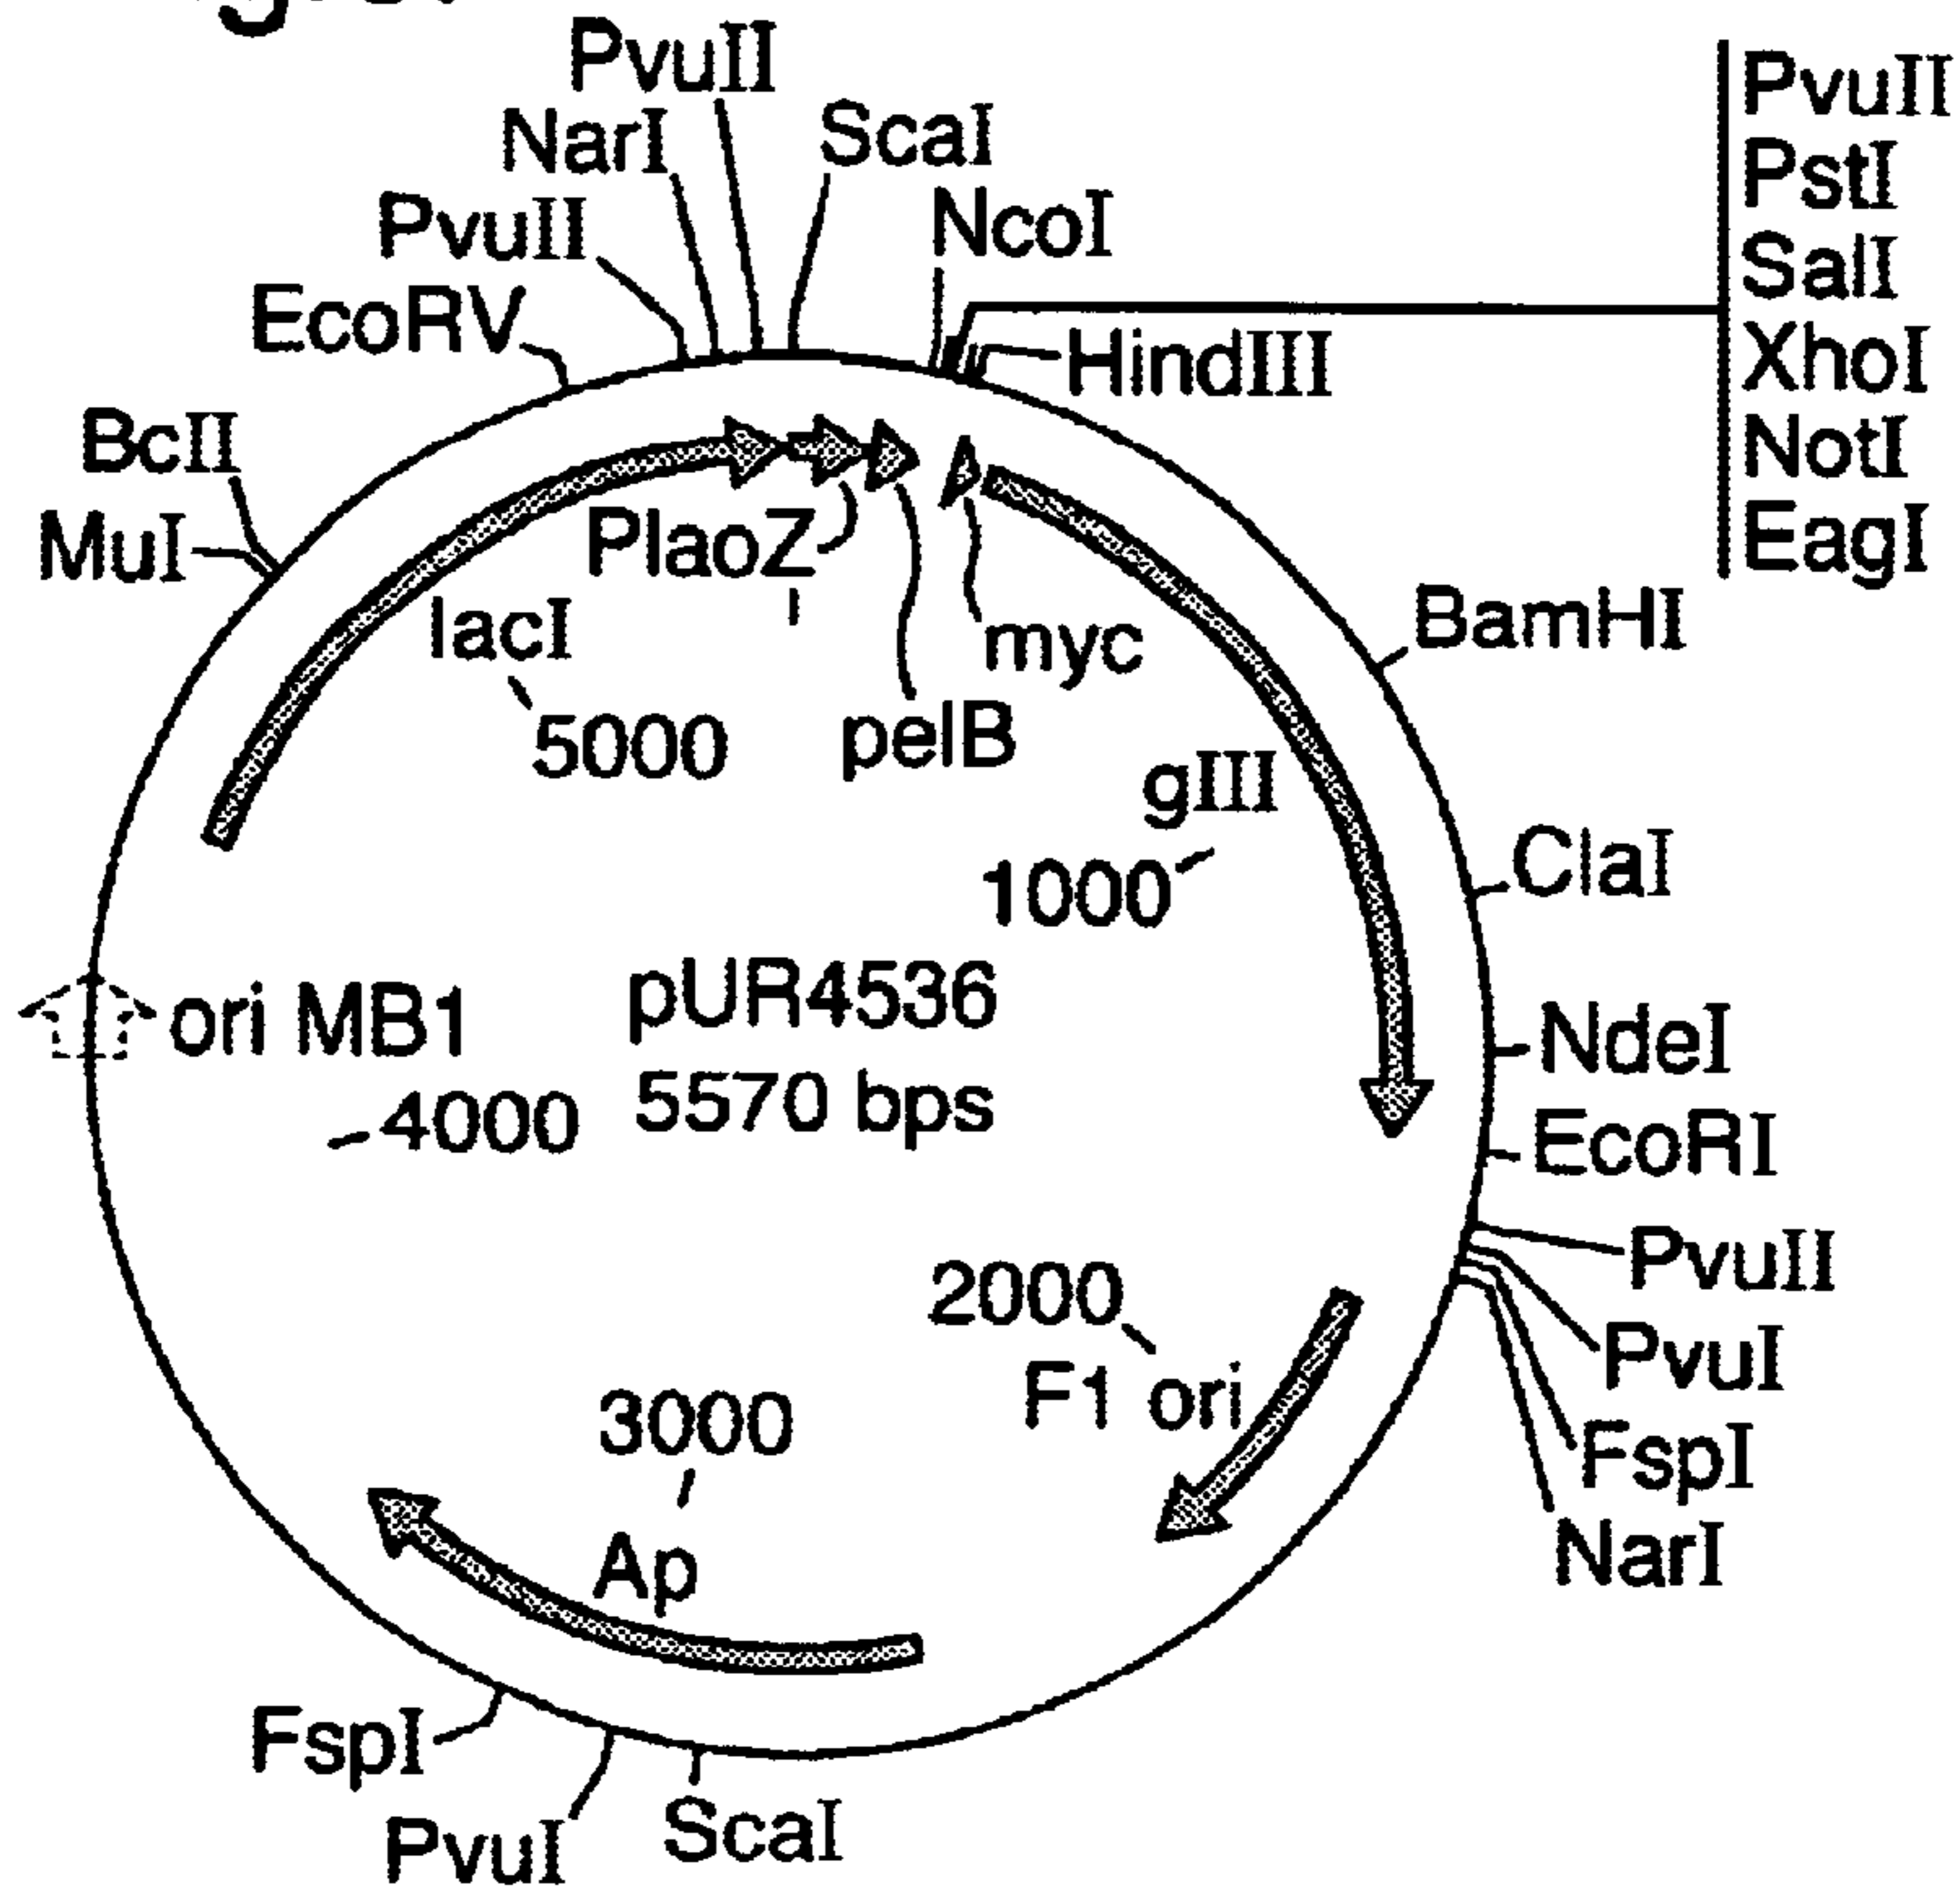 PvuII
NarI
ScaI
PvuII
NcoI
EcoRV
HindIII
PvuII
PstI
SalI
XhoI
NotI
EagI
BclI
MuI
PlaoZ
lacI
myc
BamHI
5000
pelB
gIII
1000
ClaI
pUR4536
5570 bps
ori MB1
4000
NdeI
EcoRI
PvuII
2000
PvuI
F1 ori
3000
FspI
NarI
Ap
FspI
PvuI
ScaI